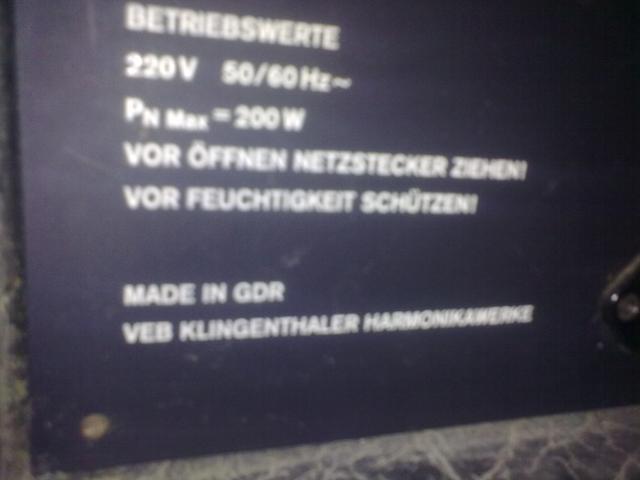 BETRIEBSWERTE
220V 50/60Hz~
PN Max = 200W
VOR ÖFFNEN NETZSTECKER ZIEHEN!
VOR FEUCHTIGKEIT SCHÜTZEN!
MADE IN GDR
VEB KLINGENTHALER HARMONIKAWERKE